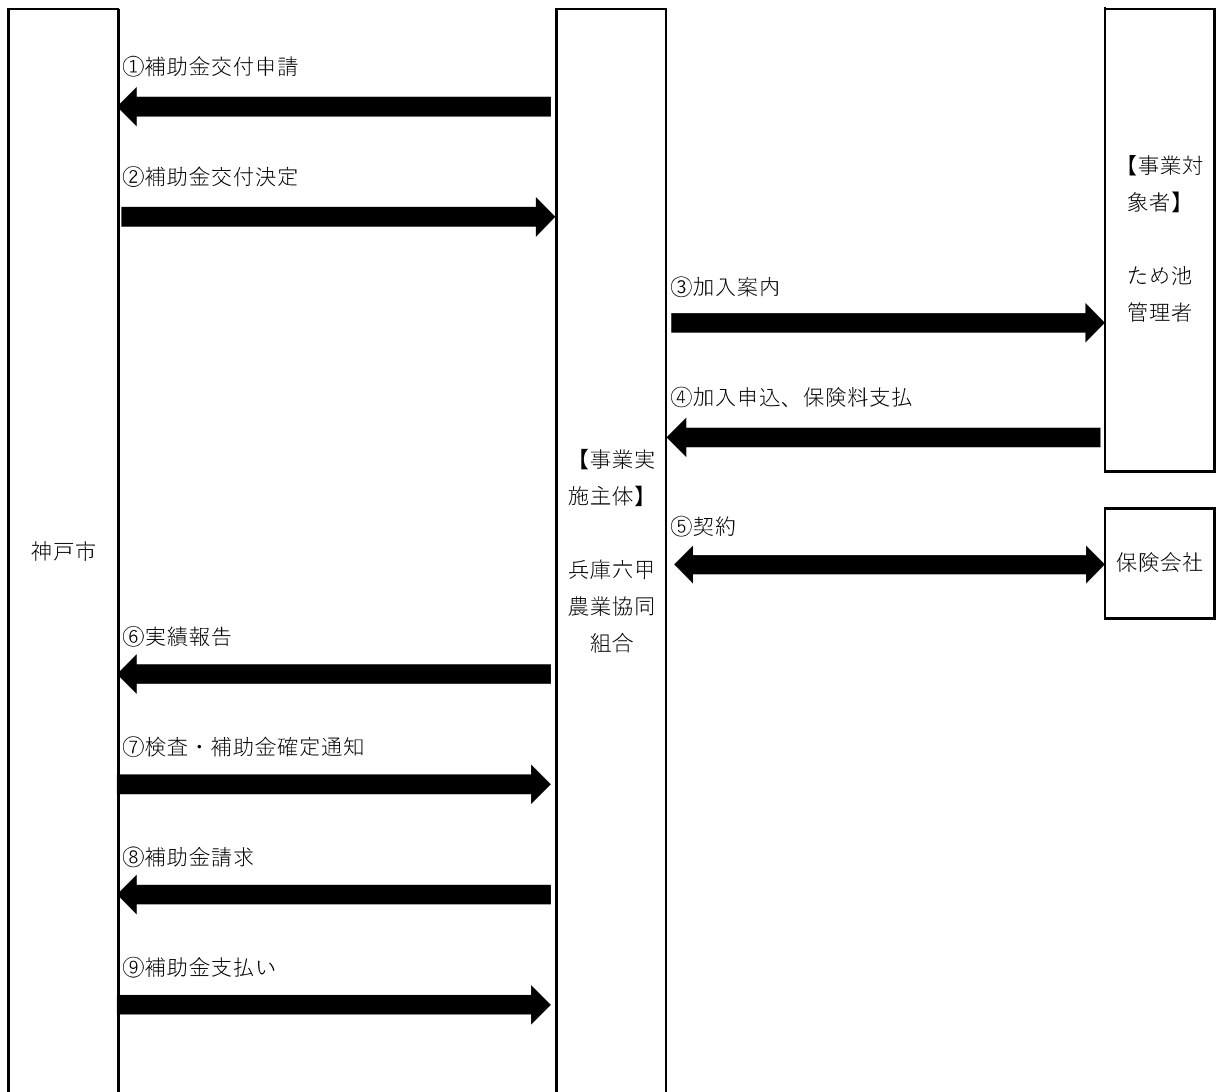 ①補助金交付申請
②補助金交付決定
【事業対
象者】
ため池
管理者
③加入案内
④加入申込、保険料支払
【事業実
施主体】
兵庫六甲
農業協同
組合
神戸市
⑤契約
保険会社
⑥実績報告
⑦検査・補助金確定通知
⑧補助金請求
⑨補助金支払い